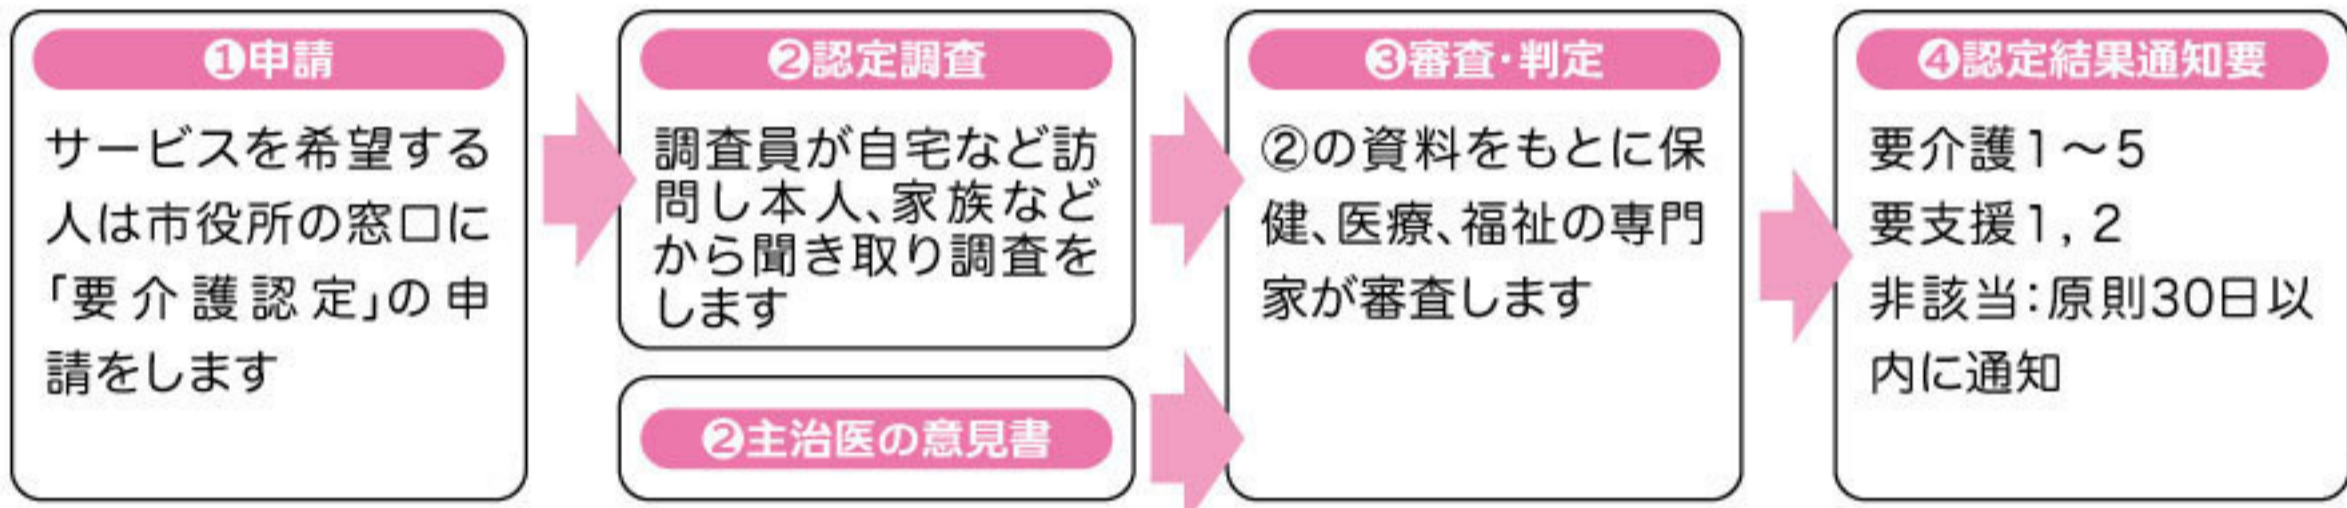 ❶申請
サービスを希望する
人は市役所の窓口に
「要介護認定」の申
請をします
❷認定調査
調査員が自宅など訪
問し本人、家族など
から聞き取り調査を
します
❷主治医の意見書
❸審査・判定
②の資料をもとに保
健、医療、福祉の専門
家が審査します
❹認定結果通知要
要介護1～5
要支援1, 2
非該当：原則30日以
内に通知